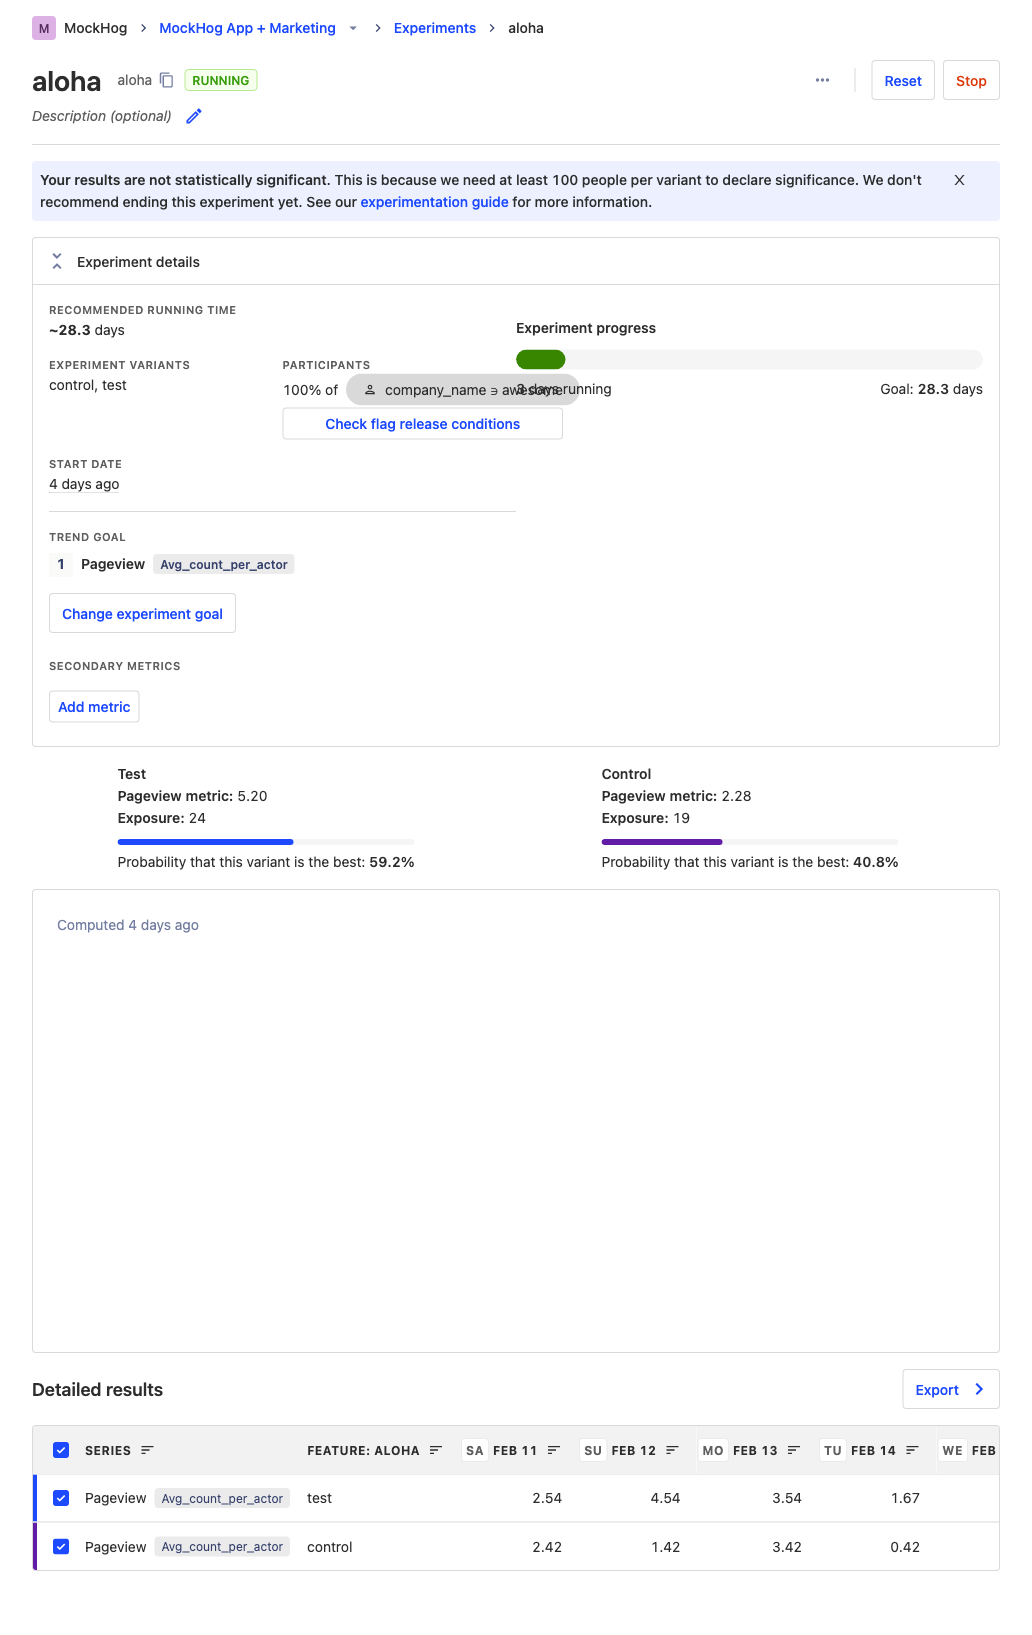 M MockHog > MockHog App + Marketing > Experiments > aloha
aloha aloha RUNNING ... Reset Stop
Description (optional)
Your results are not statistically significant. This is because we need at least 100 people per variant to declare significance. We don't X
recommend ending this experiment yet. See our experimentation guide for more information.
Experiment details
RECOMMENDED RUNNING TIME
~28.3 days
EXPERIMENT VARIANTS
control, test
PARTICIPANTS
100% of company_name ∋ awesome
Check flag release conditions
START DATE
4 days ago
Experiment progress
3 days running Goal: 28.3 days
TREND GOAL
1 Pageview Avg_count_per_actor
Change experiment goal
SECONDARY METRICS
Add metric
Test
Pageview metric: 5.20
Exposure: 24
Probability that this variant is the best: 59.2%
Control
Pageview metric: 2.28
Exposure: 19
Probability that this variant is the best: 40.8%
Computed 4 days ago
Detailed results Export
SERIES FEATURE: ALOHA SA FEB 11 SU FEB 12 MO FEB 13 TU FEB 14 WE FEB
Pageview Avg_count_per_actor test 2.54 4.54 3.54 1.67
Pageview Avg_count_per_actor control 2.42 1.42 3.42 0.42